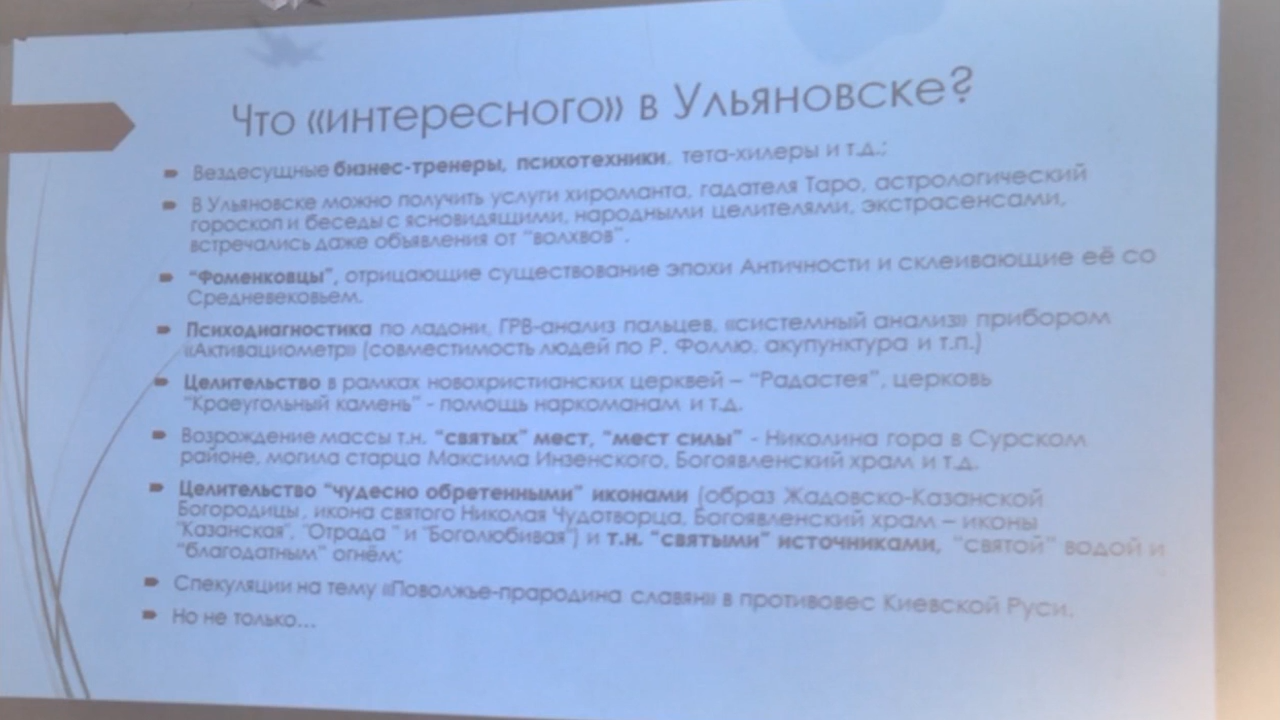 Что «интересного» в Ульяновске?
Вездесущные бизнес-тренеры, психотехники, тета-хилеры и т.д.;
В Ульяновске можно получить услуги хироманта, гадателя Таро, астрологический
гороскоп и беседы с ясновидящими, народными целителями, экстрасенсами,
встречались даже объявления от "волхвов".
"Фоменковцы", отрицающие существование эпохи Античности и склеивающие её со
Средневековьем.
Психодиагностика по ладони, ГРВ-анализ пальцев, «системный анализ» прибором
«Активациометр» (совместимость людей по Р. Фоллю, акупунктура и т.п.)
Целительство в рамках новохристианских церквей – "Радастея", церковь
"Краеугольный камень" - помощь наркоманам и т.д.
Возрождение массы т.н. "святых" мест, "мест силы" - Николина гора в Сурском
районе, могила старца Максима Инзенского, Богоявленский храм и т.д.
Целительство "чудесно обретенными" иконами (образ Жадовско-Казанской
Богородицы, икона святого Николая Чудотворца, Богоявленский храм – иконы
"Казанская", "Отрада " и "Боголюбивая") и т.н. "святыми" источниками, "святой" водой и
"благодатным" огнём;
Спекуляции на тему «Поволжье-прародина славян» в противовес Киевской Руси.
Но не только...